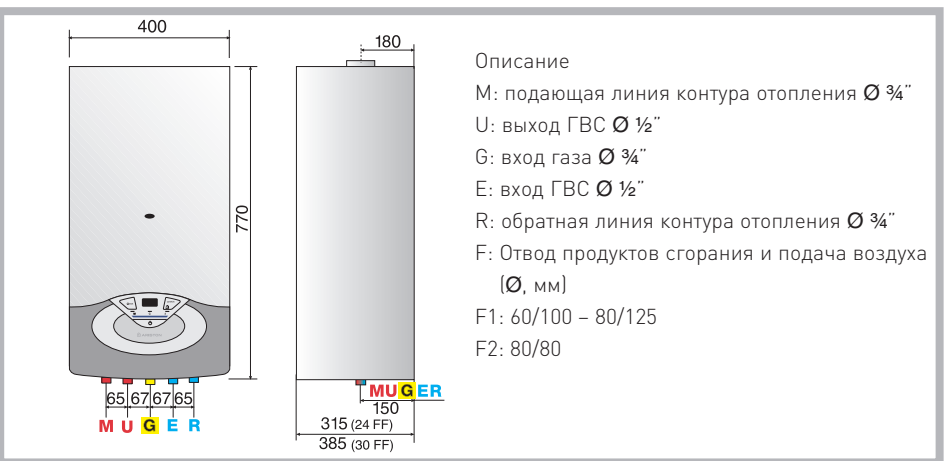 400
180
770
65 67 67 65
M U G E R
MUGER
150
315 (24 FF)
385 (30 FF)
Описание
M: подающая линия контура отопления Ø ¾¨
U: выход ГВС Ø ½¨
G: вход газа Ø ¾¨
E: вход ГВС Ø ½¨
R: обратная линия контура отопления Ø ¾¨
F: Отвод продуктов сгорания и подача воздуха
(Ø, мм)
F1: 60/100 – 80/125
F2: 80/80